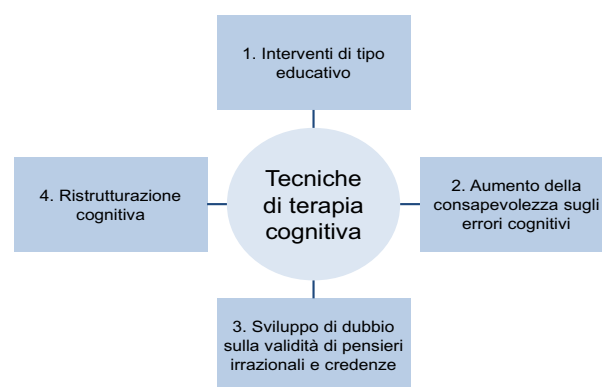 1. Interventi di tipo
educativo
Tecniche
di terapia
cognitiva
2. Aumento della
consapevolezza sugli
errori cognitivi
3. Sviluppo di dubbio
sulla validità di pensieri
irrazionali e credenze
4. Ristrutturazione
cognitiva